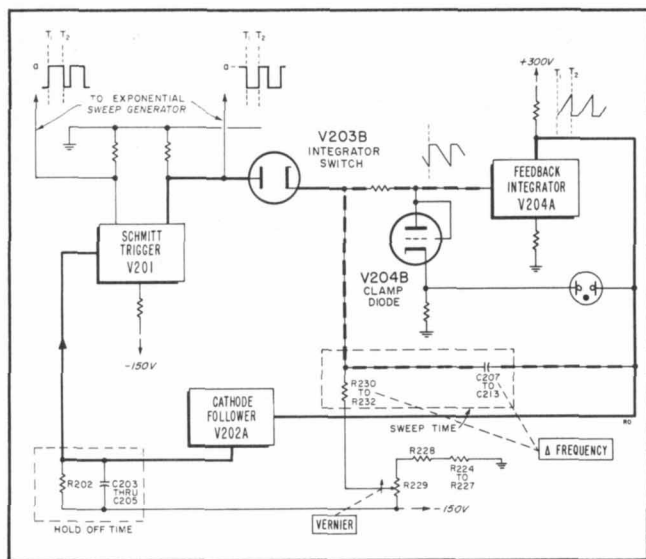 T₁ T₂
a
T₁ T₂
a
TO EXPONENTIAL
SWEEP GENERATOR
+300V
T₁ T₂
V203B
INTEGRATOR
SWITCH
FEEDBACK
INTEGRATOR
V204A
SCHMITT
TRIGGER
V201
V204B
CLAMP
DIODE
-150V
R230
TO
R232
C207
TO
C213
CATHODE
FOLLOWER
V202A
SWEEP TIME
RO
Δ FREQUENCY
R202
C203
THRU
C205
R228
R224
TO
R227
R229
HOLD OFF TIME
VERNIER
-150V